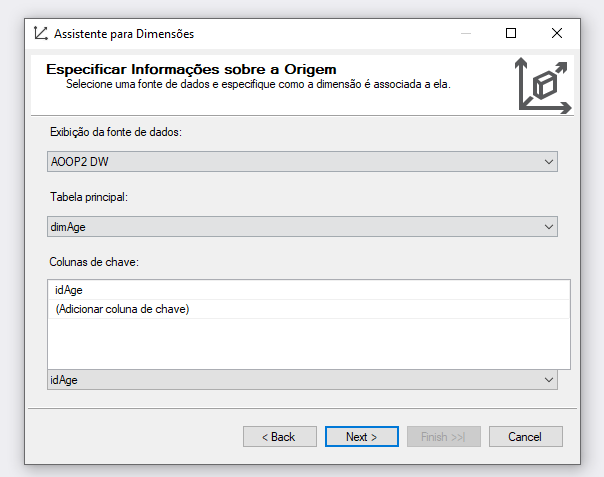 Assistente para Dimensões
Especificar Informações sobre a Origem
Selecione uma fonte de dados e especifique como a dimensão é associada a ela.
Exibição da fonte de dados:
AOOP2 DW
Tabela principal:
dimAge
Colunas de chave:
idAge
(Adicionar coluna de chave)
idAge
< Back
Next >
Finish >>|
Cancel